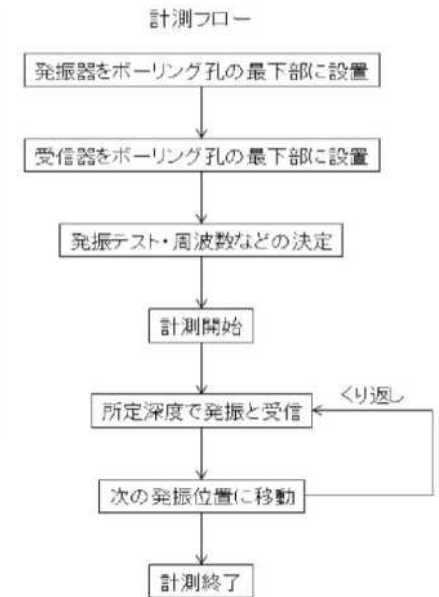 計測フロー
発振器をボーリング孔の最下部に設置
受信器をボーリング孔の最下部に設置
発振テスト・周波数などの決定
計測開始
くり返し
所定深度で発振と受信
次の発振位置に移動
計測終了